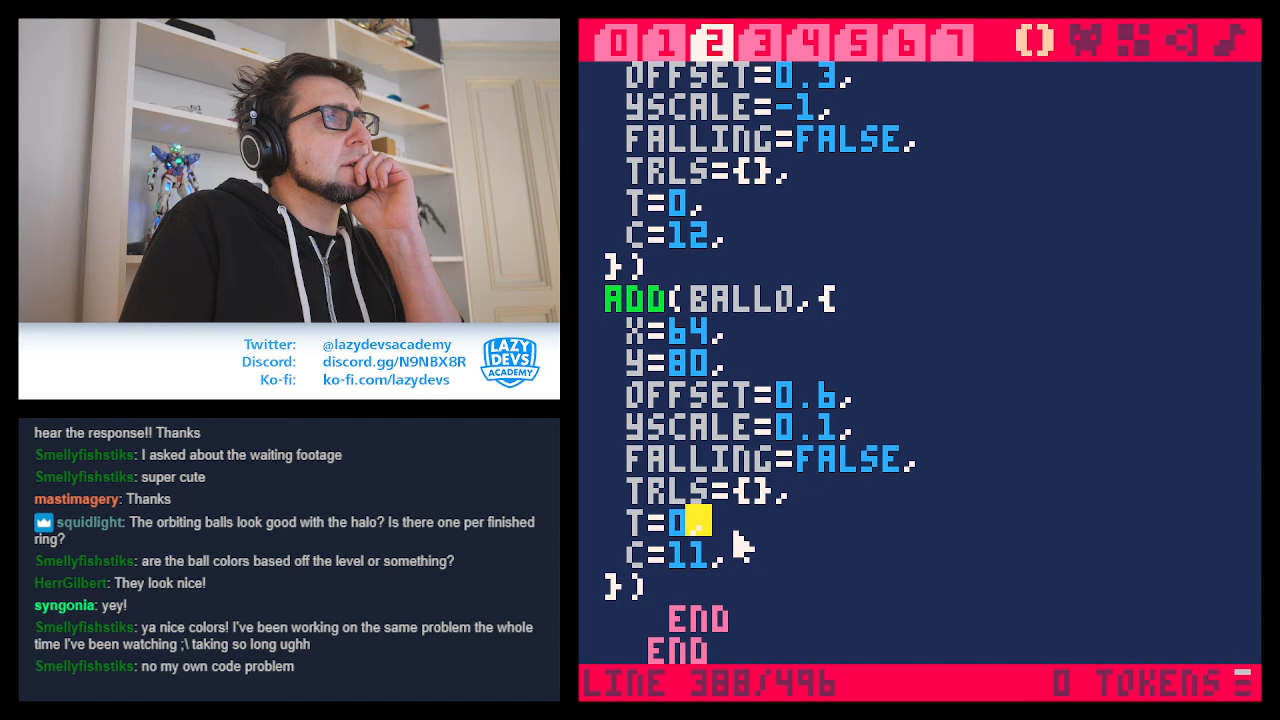 Twitter: @lazydevsacademy
Discord: discord.gg/N9NBX8R
Ko-fi: ko-fi.com/lazydevs
LAZY
DEVS
ACADEMY
hear the response!! Thanks
Smellyfishstiks: I asked about the waiting footage
Smellyfishstiks: super cute
mastimagery: Thanks
squidlight: The orbiting balls look good with the halo? Is there one per finished
ring?
Smellyfishstiks: are the ball colors based off the level or something?
HerrGilbert: They look nice!
syngonia: yey!
Smellyfishstiks: ya nice colors! I've been working on the same problem the whole
time I've been watching ;\ taking so long ughh
Smellyfishstiks: no my own code problem
0 1 2 3 4 5 6 7 ()
OFFSET=0.3,
YSCALE=-1,
FALLING=FALSE,
TRLS={},
T=0,
C=12,
})
ADD(BALLO,{
X=64,
Y=80,
OFFSET=0.6,
YSCALE=0.1,
FALLING=FALSE,
TRLS={},
T=0,
C=11,
})
END
END
LINE 388/496 0 TOKENS